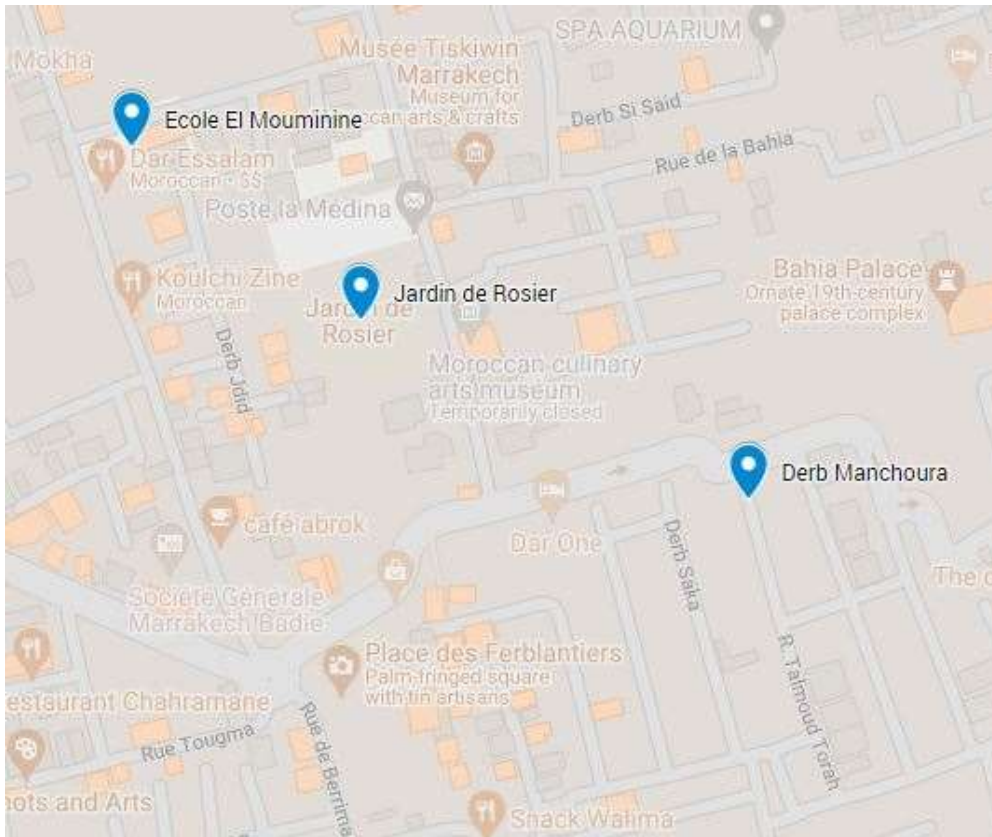 SPA AQUARIUM
Mokha
Musée Tiskiwin
Marrakech
Museum for
ccan arts & crafts
Ecole El Mouminine
Derb Si Said
Dar Essalam
Moroccan · $$
Rue de la Bahia
Poste la Medina
Koulchi Zine
Moroccan
Jardin de Rosier
Jardin de
Rosier
Bahia Palace
Ornate 19th-century
palace complex
Derb Jdid
Moroccan culinary
arts museum
Temporarily closed
Derb Manchoura
café abrok
Dar One
Derb Saka
The
Société Générale
Marrakech Badie
Place des Ferblantiers
Palm-fringed square
with tin artisans
R. Talmoud Torah
estaurant Chahramane
Rue Tougma
Rue de Berrima
oots and Arts
Snack Walima